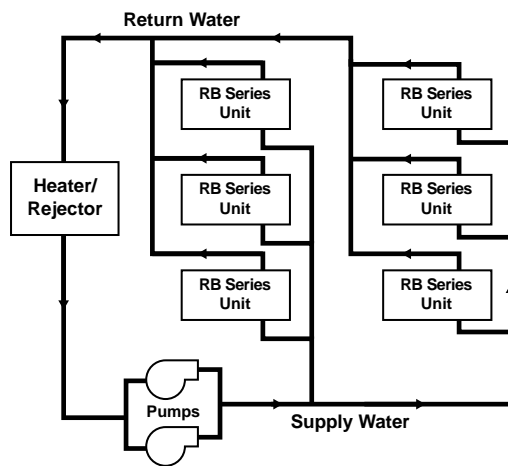 Return Water
RB Series
Unit
RB Series
Unit
Heater/
Rejector
RB Series
Unit
RB Series
Unit
RB Series
Unit
RB Series
Unit
Pumps
Supply Water